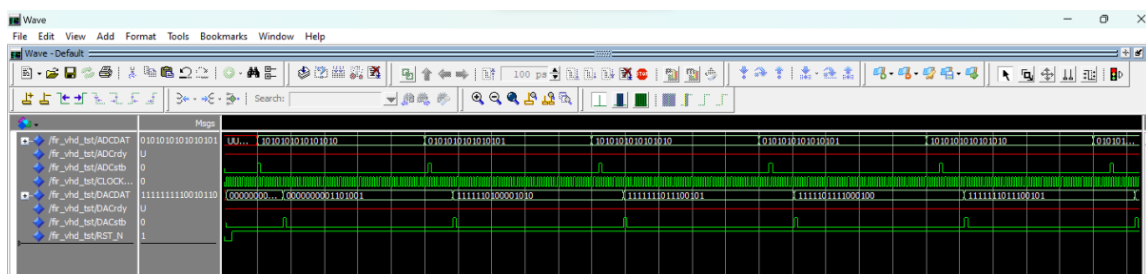 Wave
File Edit View Add Format Tools Bookmarks Window Help
Wave - Default
100 ps
Search:
Msgs
/fir_vhd_tst/ADCDAT 0101010101010101 UU... 1010101010101010 0101010101010101 1010101010101010 0101010101010101 1010101010101010 010101...
/fir_vhd_tst/ADCrdy U
/fir_vhd_tst/ADCstb 0
/fir_vhd_tst/CLOCK... 0
/fir_vhd_tst/DACDAT 1111111110010110 00000000... 0000000001101001 1111110100001010 1111111011100101 1111101111000100 1111111011100101
/fir_vhd_tst/DACrdy U
/fir_vhd_tst/DACstb 0
/fir_vhd_tst/RST_N 1